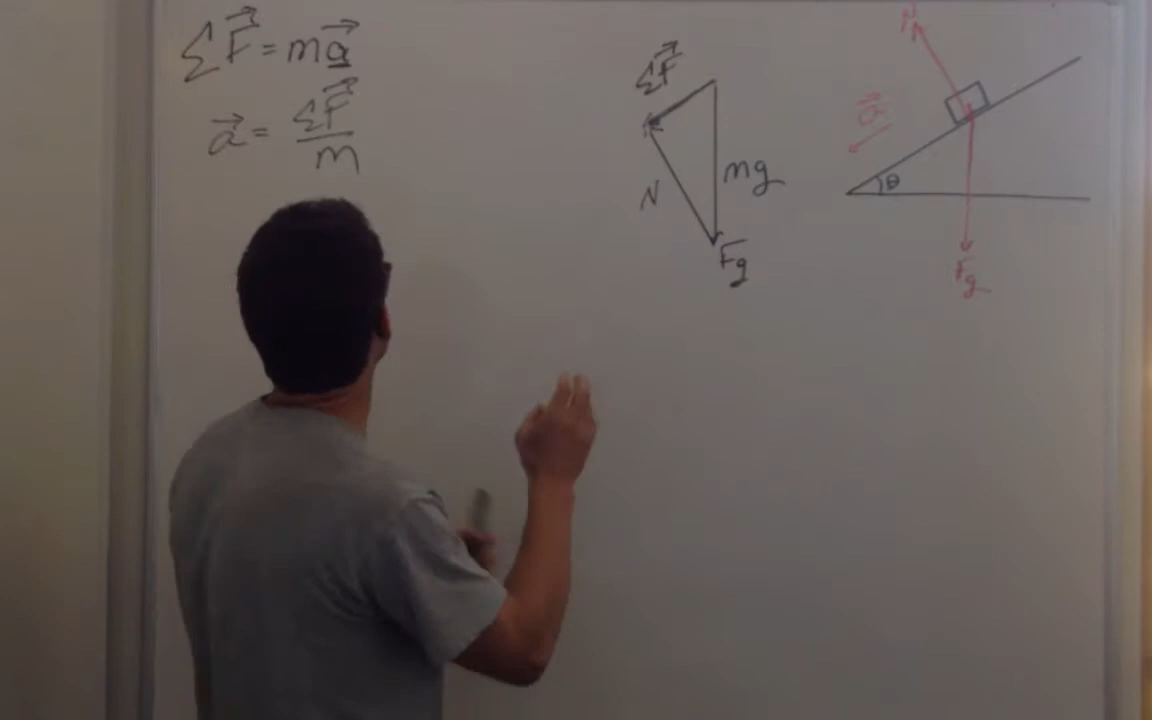 ΣF⃗ = ma⃗
a⃗ = ΣF⃗/m
ΣF⃗
N
mg
Fg
N
a⃗
θ
Fg